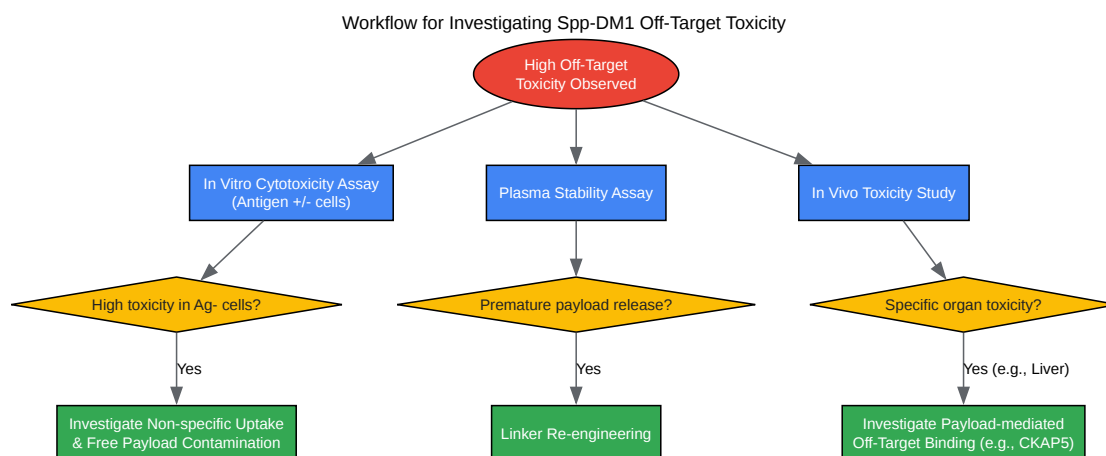 Workflow for Investigating Spp-DM1 Off-Target Toxicity
High Off-Target
Toxicity Observed
In Vitro Cytotoxicity Assay
(Antigen +/- cells)
Plasma Stability Assay
In Vivo Toxicity Study
High toxicity in Ag- cells?
Premature payload release?
Specific organ toxicity?
Yes
Yes
Yes (e.g., Liver)
Investigate Non-specific Uptake
& Free Payload Contamination
Linker Re-engineering
Investigate Payload-mediated
Off-Target Binding (e.g., CKAP5)